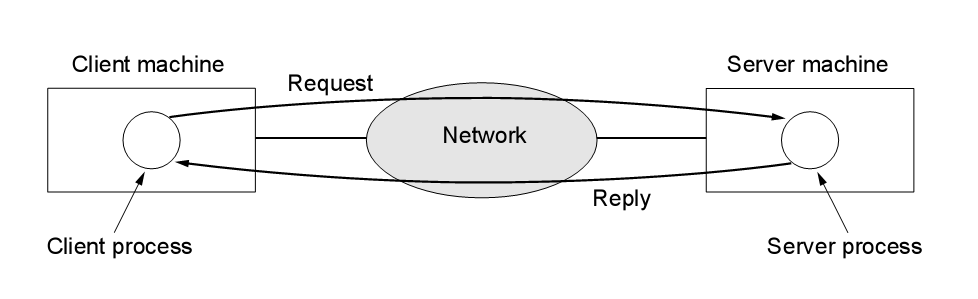 Client machine
Server machine
Request
Network
Reply
Client process
Server process